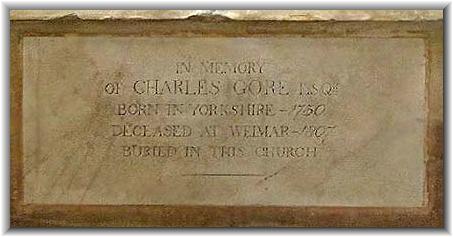 IN MEMORY
OF CHARLES GORE ESQR
BORN IN YORKSHIRE – 1730
DECEASED AT WEIMAR – 1807
BURIED IN THIS CHURCH